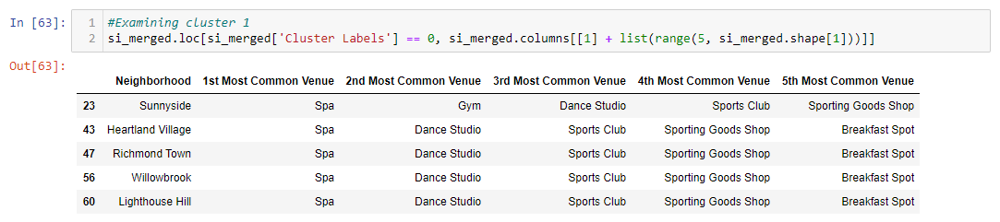 In [63]: 1 #Examining cluster 1
2 si_merged.loc[si_merged['Cluster Labels'] == 0, si_merged.columns[[1] + list(range(5, si_merged.shape[1]))]]
Out[63]:
Neighborhood 1st Most Common Venue 2nd Most Common Venue 3rd Most Common Venue 4th Most Common Venue 5th Most Common Venue
23 Sunnyside Spa Gym Dance Studio Sports Club Sporting Goods Shop
43 Heartland Village Spa Dance Studio Sports Club Sporting Goods Shop Breakfast Spot
47 Richmond Town Spa Dance Studio Sports Club Sporting Goods Shop Breakfast Spot
56 Willowbrook Spa Dance Studio Sports Club Sporting Goods Shop Breakfast Spot
60 Lighthouse Hill Spa Dance Studio Sports Club Sporting Goods Shop Breakfast Spot